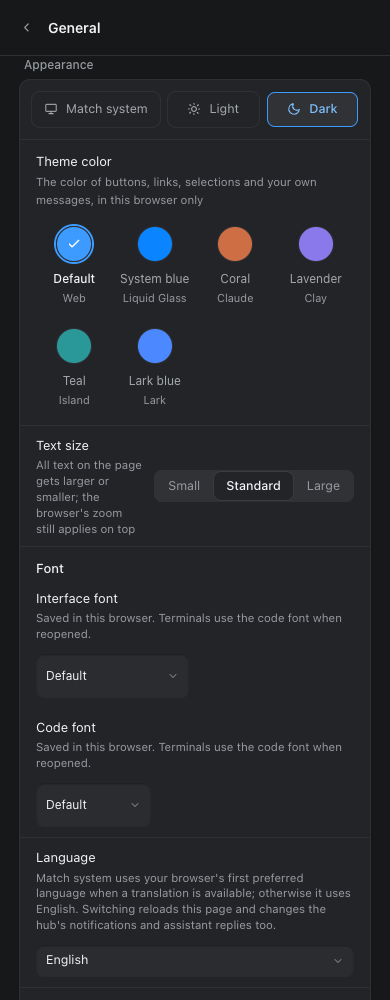 General
Appearance
Match system
Light
Dark
Theme color
The color of buttons, links, selections and your own
messages, in this browser only
Default
System blue
Coral
Lavender
Web
Liquid Glass
Claude
Clay
Teal
Lark blue
Island
Lark
Text size
All text on the page
gets larger or
smaller; the
browser's zoom
still applies on top
Small
Standard
Large
Font
Interface font
Saved in this browser. Terminals use the code font when
reopened.
Default
Code font
Saved in this browser. Terminals use the code font when
reopened.
Default
Language
Match system uses your browser's first preferred
language when a translation is available; otherwise it uses
English. Switching reloads this page and changes the
hub's notifications and assistant replies too.
English